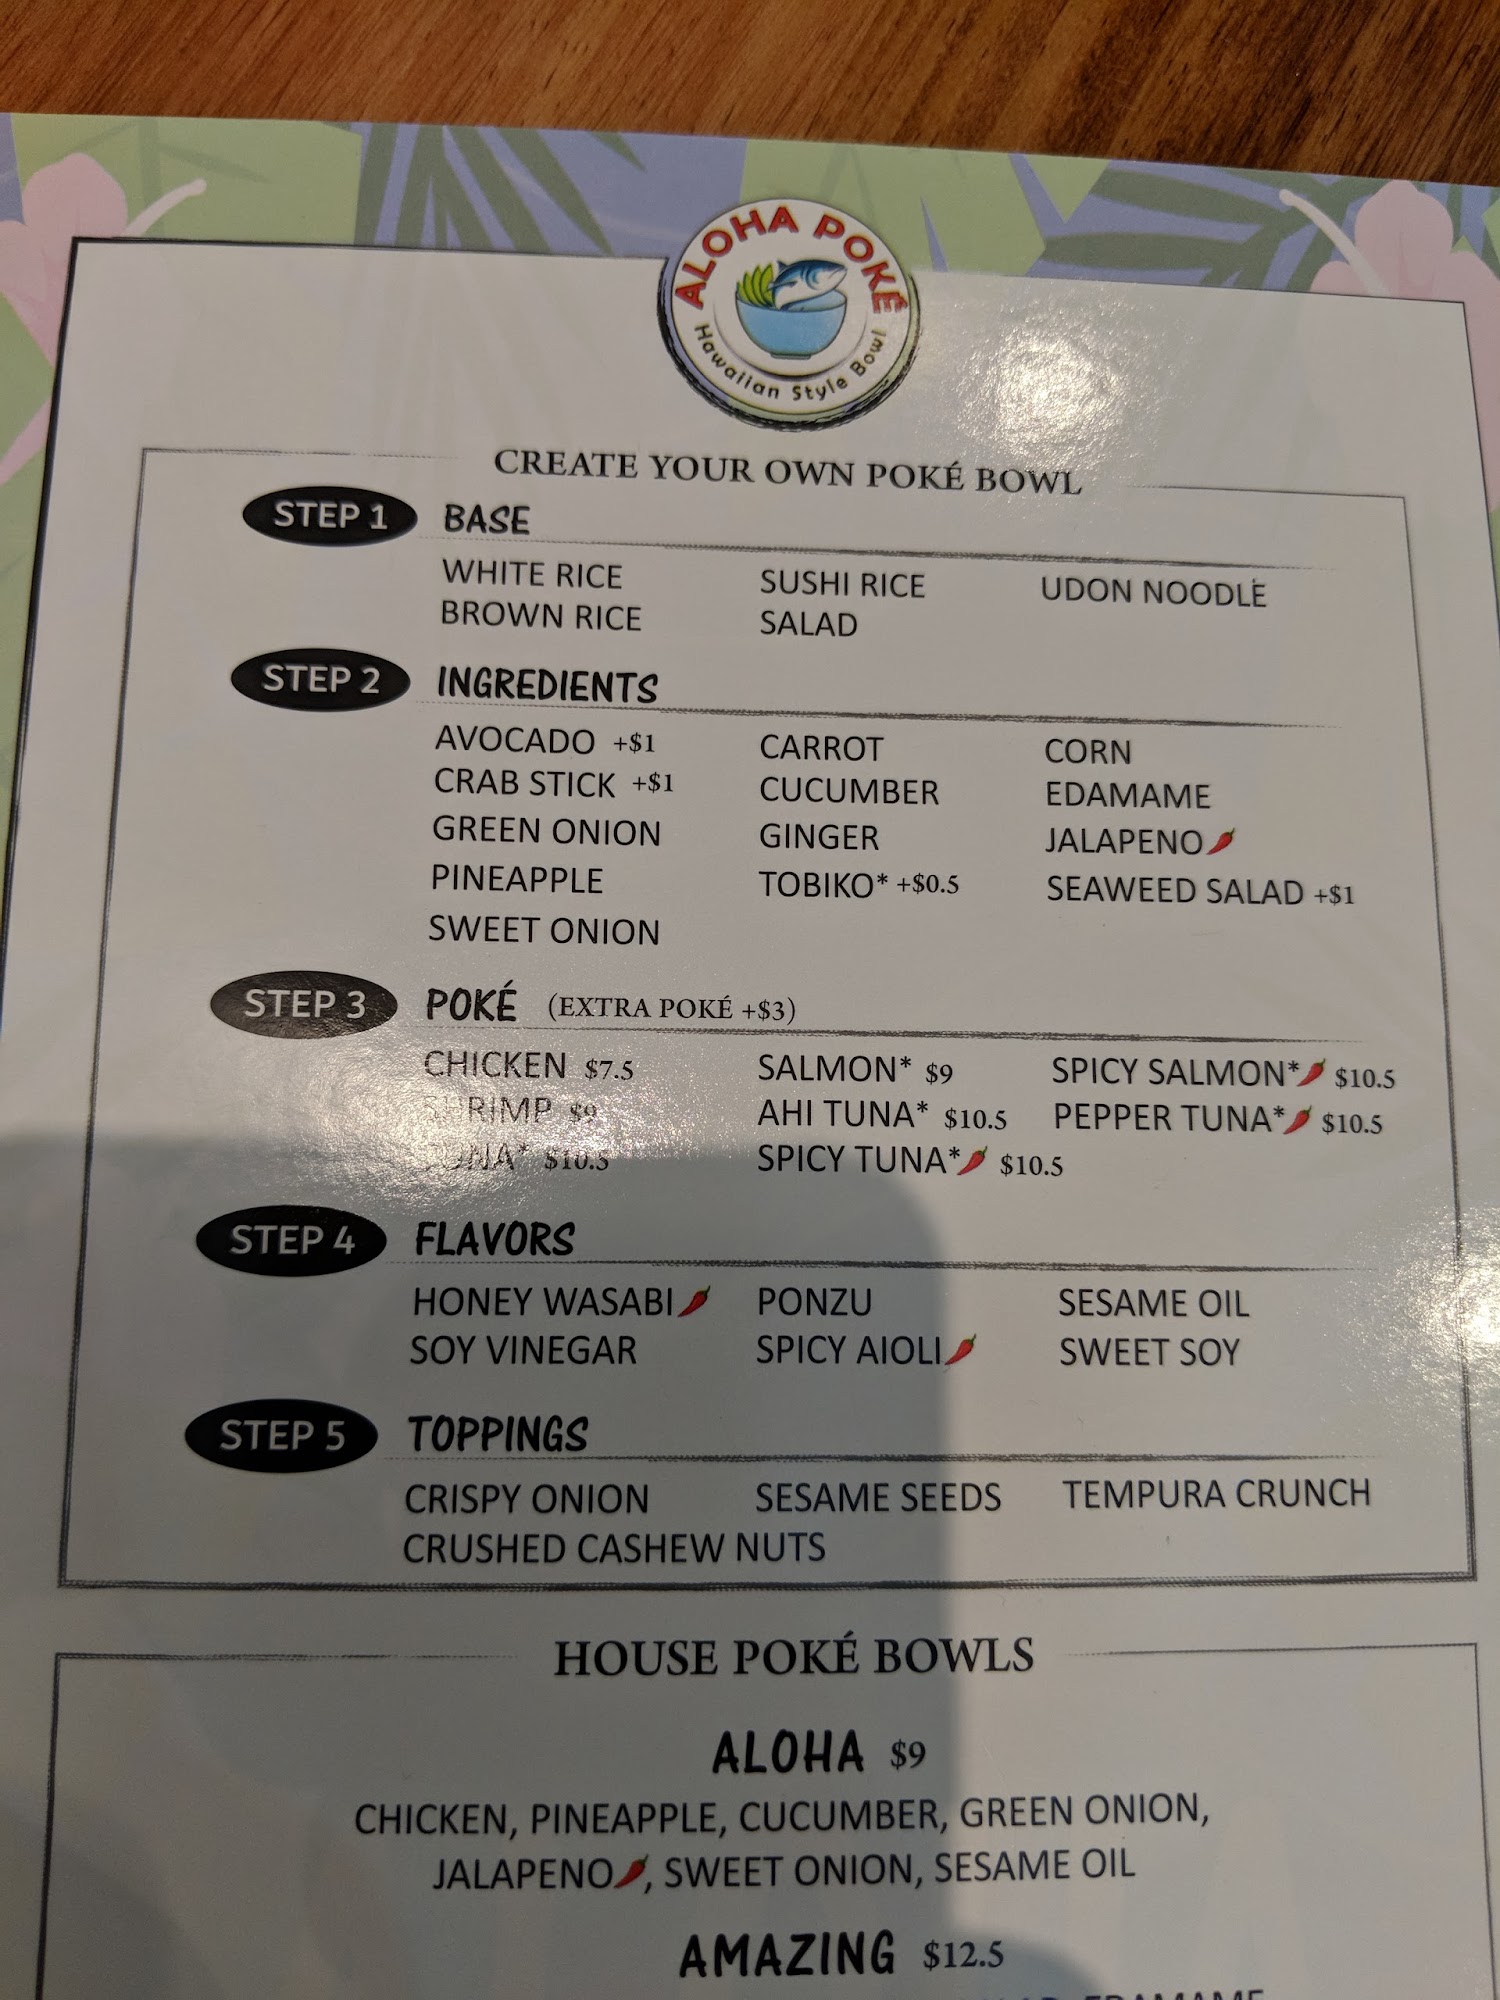 ALOHA POKÉ
Hawaiian Style Bowl
CREATE YOUR OWN POKÉ BOWL
STEP 1 BASE
WHITE RICE SUSHI RICE UDON NOODLE
BROWN RICE SALAD
STEP 2 INGREDIENTS
AVOCADO +$1 CARROT CORN
CRAB STICK +$1 CUCUMBER EDAMAME
GREEN ONION GINGER JALAPENO
PINEAPPLE TOBIKO* +$0.5 SEAWEED SALAD +$1
SWEET ONION
STEP 3 POKÉ (EXTRA POKÉ +$3)
CHICKEN $7.5 SALMON* $9 SPICY SALMON* $10.5
SHRIMP $9 AHI TUNA* $10.5 PEPPER TUNA* $10.5
TUNA* $10.5 SPICY TUNA* $10.5
STEP 4 FLAVORS
HONEY WASABI PONZU SESAME OIL
SOY VINEGAR SPICY AIOLI SWEET SOY
STEP 5 TOPPINGS
CRISPY ONION SESAME SEEDS TEMPURA CRUNCH
CRUSHED CASHEW NUTS
HOUSE POKÉ BOWLS
ALOHA $9
CHICKEN, PINEAPPLE, CUCUMBER, GREEN ONION,
JALAPENO, SWEET ONION, SESAME OIL
AMAZING $12.5
EDAMAME